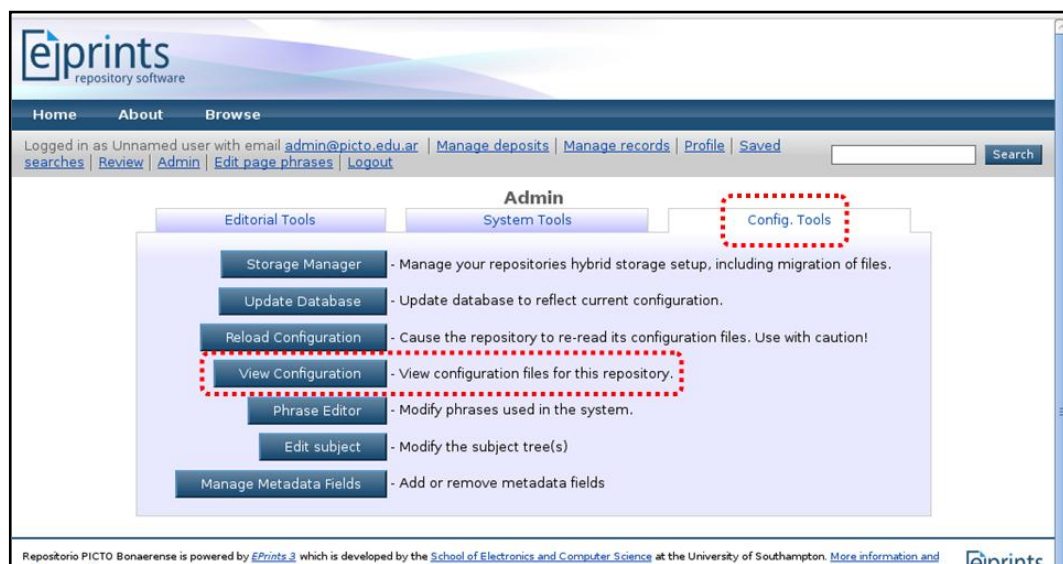 eprints
repository software
Home About Browse
Logged in as Unnamed user with email admin@picto.edu.ar | Manage deposits | Manage records | Profile | Saved
searches | Review | Admin | Edit page phrases | Logout
Search
Admin
Editorial Tools System Tools Config. Tools
Storage Manager - Manage your repositories hybrid storage setup, including migration of files.
Update Database - Update database to reflect current configuration.
Reload Configuration - Cause the repository to re-read its configuration files. Use with caution!
View Configuration - View configuration files for this repository.
Phrase Editor - Modify phrases used in the system.
Edit subject - Modify the subject tree(s)
Manage Metadata Fields - Add or remove metadata fields
Repositorio PICTO Bonaerense is powered by EPrints 3 which is developed by the School of Electronics and Computer Science at the University of Southampton. More information and
eprints